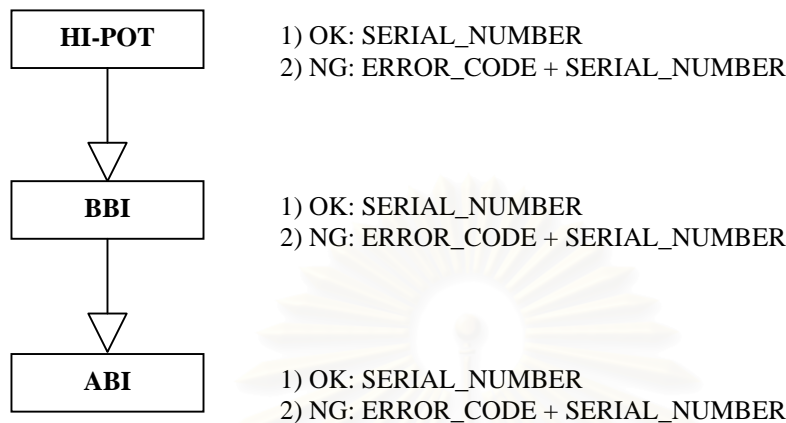 HI-POT
1) OK: SERIAL_NUMBER
2) NG: ERROR_CODE + SERIAL_NUMBER
BBI
1) OK: SERIAL_NUMBER
2) NG: ERROR_CODE + SERIAL_NUMBER
ABI
1) OK: SERIAL_NUMBER
2) NG: ERROR_CODE + SERIAL_NUMBER